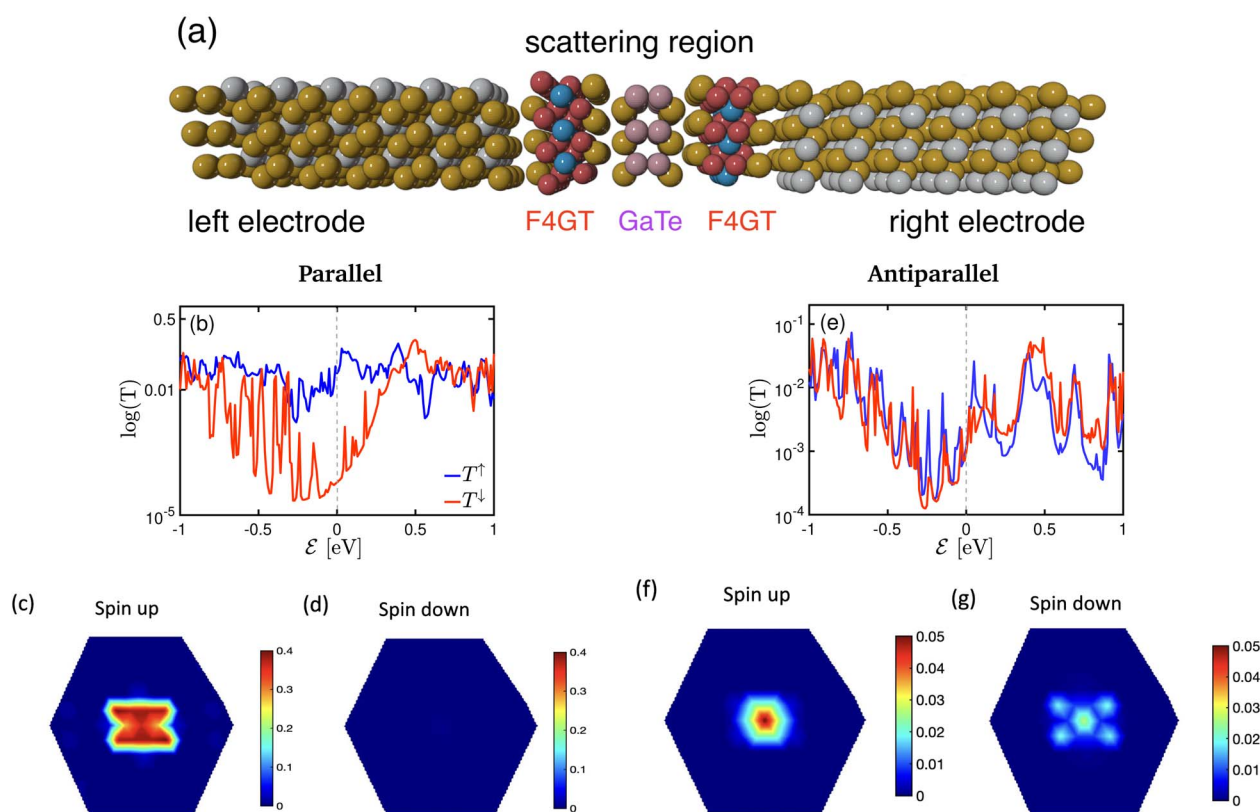 (a)
scattering region
left electrode
F4GT
GaTe
F4GT
right electrode
Parallel
Antiparallel
(b)
0.5
0.01
10^-5
log(T)
T↑
T↓
-1 -0.5 0 0.5 1
ℰ [eV]
(e)
10^-1
10^-2
10^-3
10^-4
log(T)
-1 -0.5 0 0.5 1
ℰ [eV]
(c)
Spin up
0.4
0.3
0.2
0.1
0
(d)
Spin down
0.4
0.3
0.2
0.1
0
(f)
Spin up
0.05
0.04
0.03
0.02
0.01
0
(g)
Spin down
0.05
0.04
0.03
0.02
0.01
0